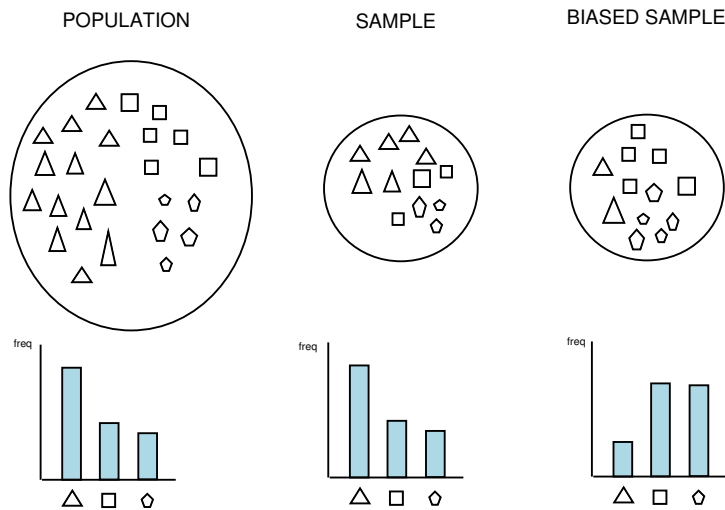 POPULATION
SAMPLE
BIASED SAMPLE
freq
freq
freq